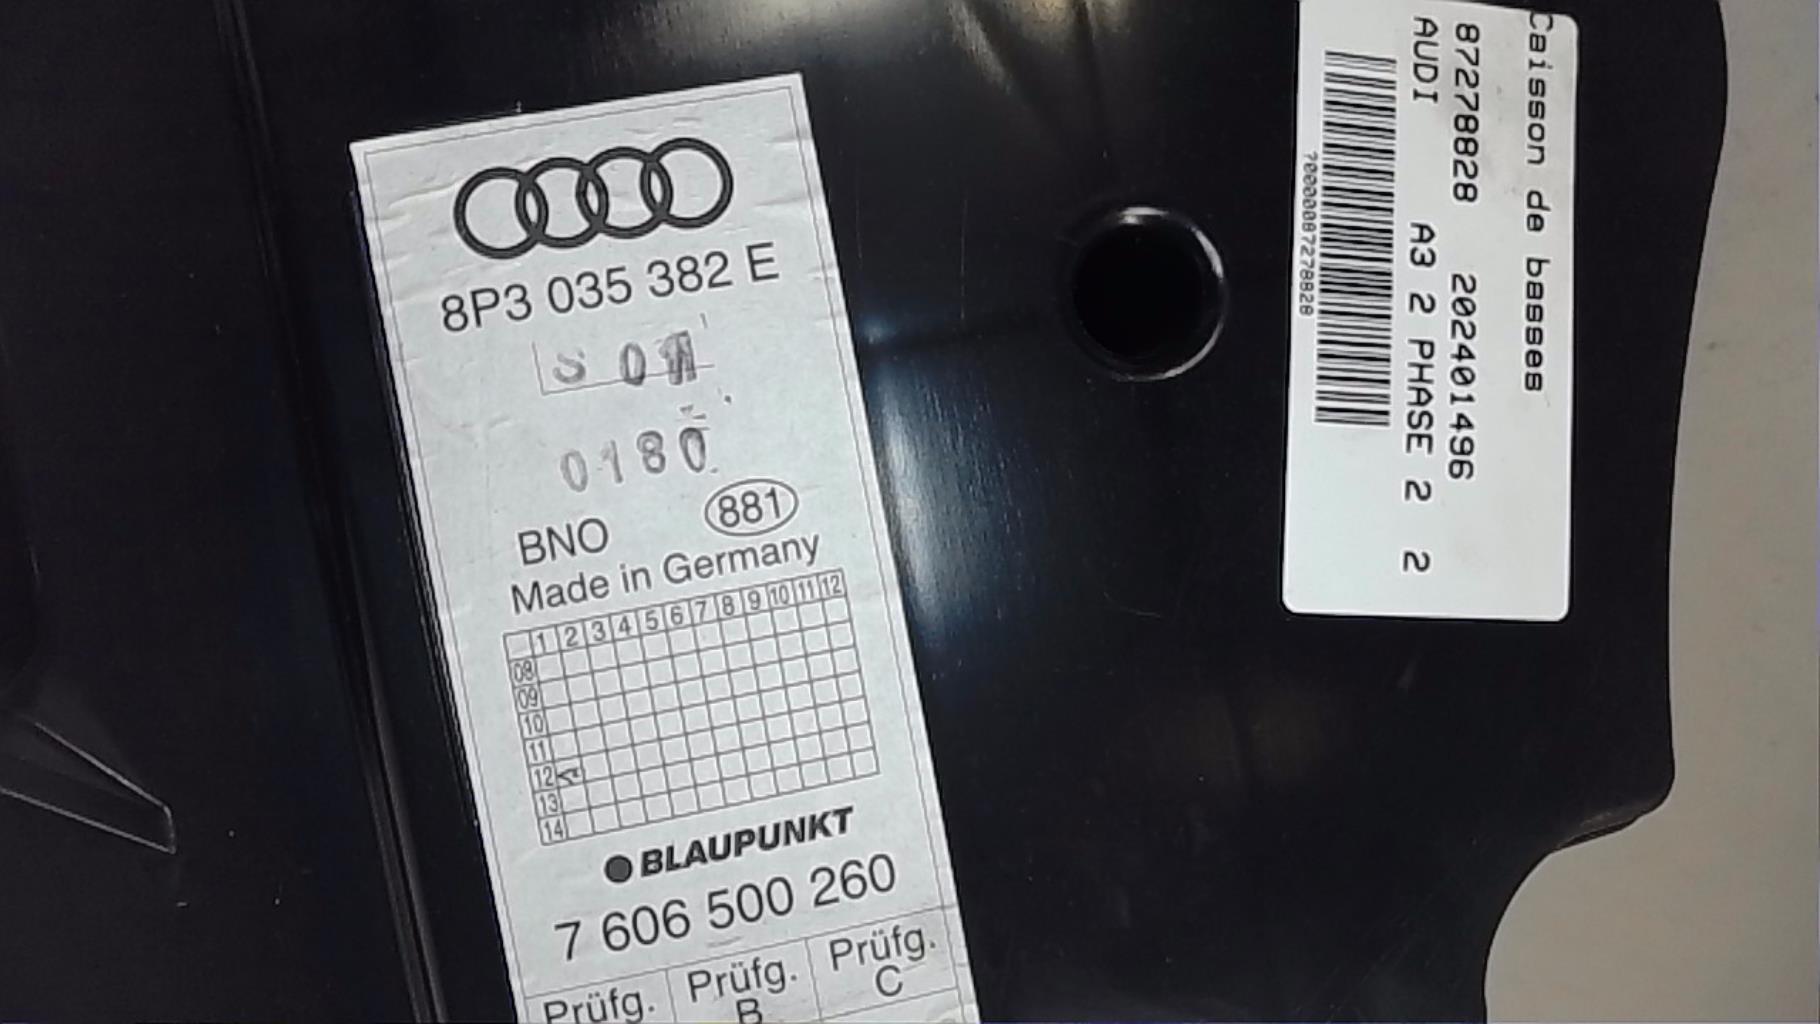 8P3 035 382 E
S 01
0180
BNO 881
Made in Germany
1 2 3 4 5 6 7 8 9 10 11 12
08
09
10
11
12
13
14
BLAUPUNKT
7 606 500 260
Prüfg. Prüfg. B Prüfg. C
Caisson de basses
87278828 202401496
AUDI A3 2 PHASE 2 2
7000087278828